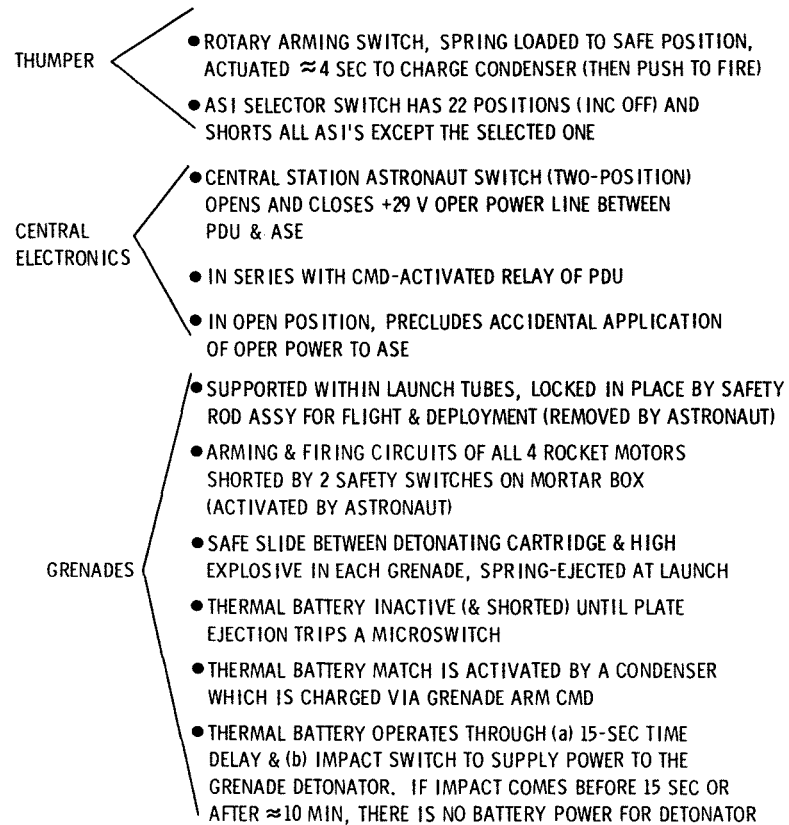 THUMPER
● ROTARY ARMING SWITCH, SPRING LOADED TO SAFE POSITION,
ACTUATED ≈4 SEC TO CHARGE CONDENSER (THEN PUSH TO FIRE)
● ASI SELECTOR SWITCH HAS 22 POSITIONS (INC OFF) AND
SHORTS ALL ASI'S EXCEPT THE SELECTED ONE
CENTRAL
ELECTRONICS
● CENTRAL STATION ASTRONAUT SWITCH (TWO-POSITION)
OPENS AND CLOSES +29 V OPER POWER LINE BETWEEN
PDU & ASE
● IN SERIES WITH CMD-ACTIVATED RELAY OF PDU
● IN OPEN POSITION, PRECLUDES ACCIDENTAL APPLICATION
OF OPER POWER TO ASE
GRENADES
● SUPPORTED WITHIN LAUNCH TUBES, LOCKED IN PLACE BY SAFETY
ROD ASSY FOR FLIGHT & DEPLOYMENT (REMOVED BY ASTRONAUT)
● ARMING & FIRING CIRCUITS OF ALL 4 ROCKET MOTORS
SHORTED BY 2 SAFETY SWITCHES ON MORTAR BOX
(ACTIVATED BY ASTRONAUT)
● SAFE SLIDE BETWEEN DETONATING CARTRIDGE & HIGH
EXPLOSIVE IN EACH GRENADE, SPRING-EJECTED AT LAUNCH
● THERMAL BATTERY INACTIVE (& SHORTED) UNTIL PLATE
EJECTION TRIPS A MICROSWITCH
● THERMAL BATTERY MATCH IS ACTIVATED BY A CONDENSER
WHICH IS CHARGED VIA GRENADE ARM CMD
● THERMAL BATTERY OPERATES THROUGH (a) 15-SEC TIME
DELAY & (b) IMPACT SWITCH TO SUPPLY POWER TO THE
GRENADE DETONATOR. IF IMPACT COMES BEFORE 15 SEC OR
AFTER ≈10 MIN, THERE IS NO BATTERY POWER FOR DETONATOR